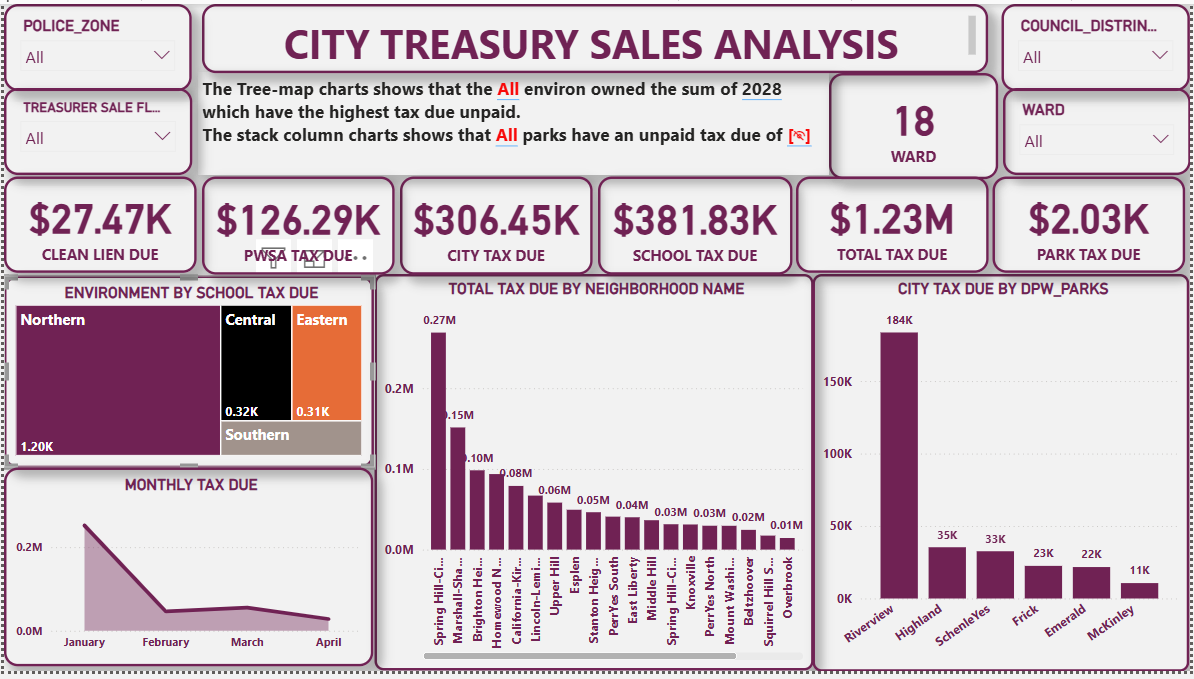 POLICE_ZONE
All
CITY TREASURY SALES ANALYSIS
COUNCIL_DISTRIN...
All
TREASURER SALE FL...
All
The Tree-map charts shows that the All environ owned the sum of 2028
which have the highest tax due unpaid.
The stack column charts shows that All parks have an unpaid tax due of
18
WARD
WARD
All
$27.47K
CLEAN LIEN DUE
$126.29K
PWSA TAX DUE
$306.45K
CITY TAX DUE
$381.83K
SCHOOL TAX DUE
$1.23M
TOTAL TAX DUE
$2.03K
PARK TAX DUE
ENVIRONMENT BY SCHOOL TAX DUE
Northern
1.20K
Central
0.32K
Eastern
0.31K
Southern
MONTHLY TAX DUE
0.2M
0.0M
January February March April
TOTAL TAX DUE BY NEIGHBORHOOD NAME
0.27M
0.2M
0.15M
0.1M
0.10M
0.08M
0.06M
0.05M
0.04M
0.03M
0.03M
0.02M
0.01M
0.0M
Spring Hill-Ci...
Marshall-Sha...
Brighton Hei...
Homewood N...
California-Kir...
Lincoln-Lemi...
Upper Hill
Esplen
Stanton Heig...
PerrYes South
East Liberty
Middle Hill
Spring Hill-Ci...
Knoxville
PerrYes North
Mount Washi...
Beltzhoover
Squirrel Hill S...
Overbrook
CITY TAX DUE BY DPW_PARKS
184K
150K
100K
50K
35K
33K
23K
22K
11K
0K
Riverview
Highland
SchenleYes
Frick
Emerald
McKinley